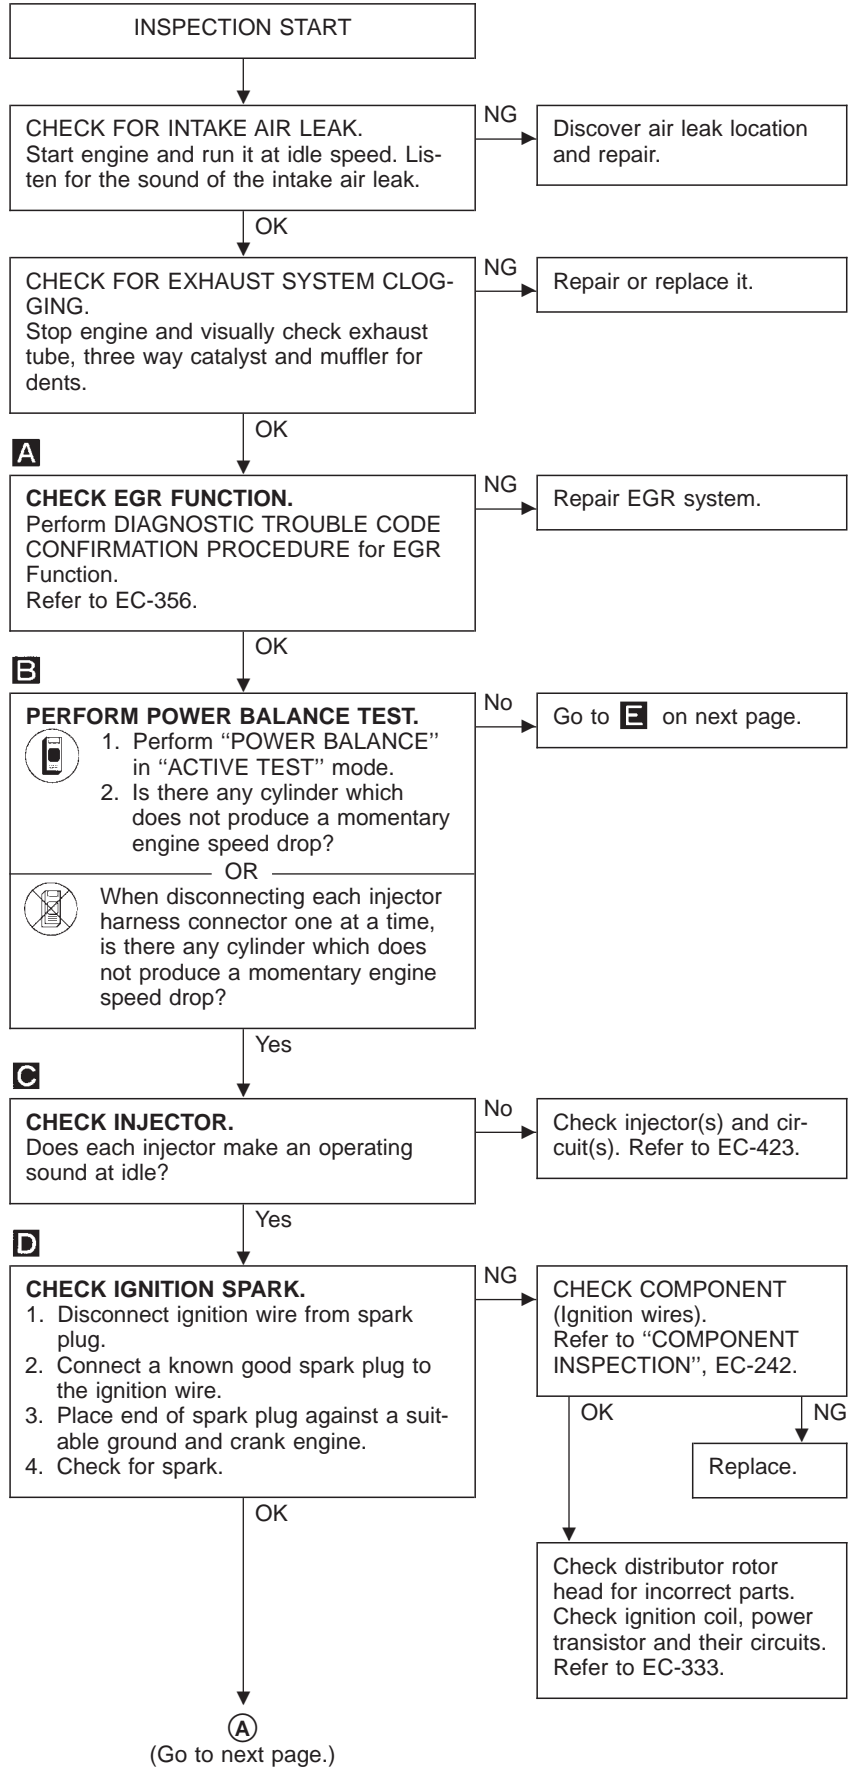 INSPECTION START
CHECK FOR INTAKE AIR LEAK.
Start engine and run it at idle speed. Lis-
ten for the sound of the intake air leak.
NG
Discover air leak location
and repair.
OK
CHECK FOR EXHAUST SYSTEM CLOG-
GING.
Stop engine and visually check exhaust
tube, three way catalyst and muffler for
dents.
NG
Repair or replace it.
OK
A
CHECK EGR FUNCTION.
Perform DIAGNOSTIC TROUBLE CODE
CONFIRMATION PROCEDURE for EGR
Function.
Refer to EC-356.
NG
Repair EGR system.
OK
B
PERFORM POWER BALANCE TEST.
1. Perform “POWER BALANCE”
in “ACTIVE TEST” mode.
2. Is there any cylinder which
does not produce a momentary
engine speed drop?
OR
When disconnecting each injector
harness connector one at a time,
is there any cylinder which does
not produce a momentary engine
speed drop?
No
Go to E on next page.
Yes
C
CHECK INJECTOR.
Does each injector make an operating
sound at idle?
No
Check injector(s) and cir-
cuit(s). Refer to EC-423.
Yes
D
CHECK IGNITION SPARK.
1. Disconnect ignition wire from spark
plug.
2. Connect a known good spark plug to
the ignition wire.
3. Place end of spark plug against a suit-
able ground and crank engine.
4. Check for spark.
NG
CHECK COMPONENT
(Ignition wires).
Refer to “COMPONENT
INSPECTION”, EC-242.
OK
NG
Replace.
Check distributor rotor
head for incorrect parts.
Check ignition coil, power
transistor and their circuits.
Refer to EC-333.
OK
A
(Go to next page.)